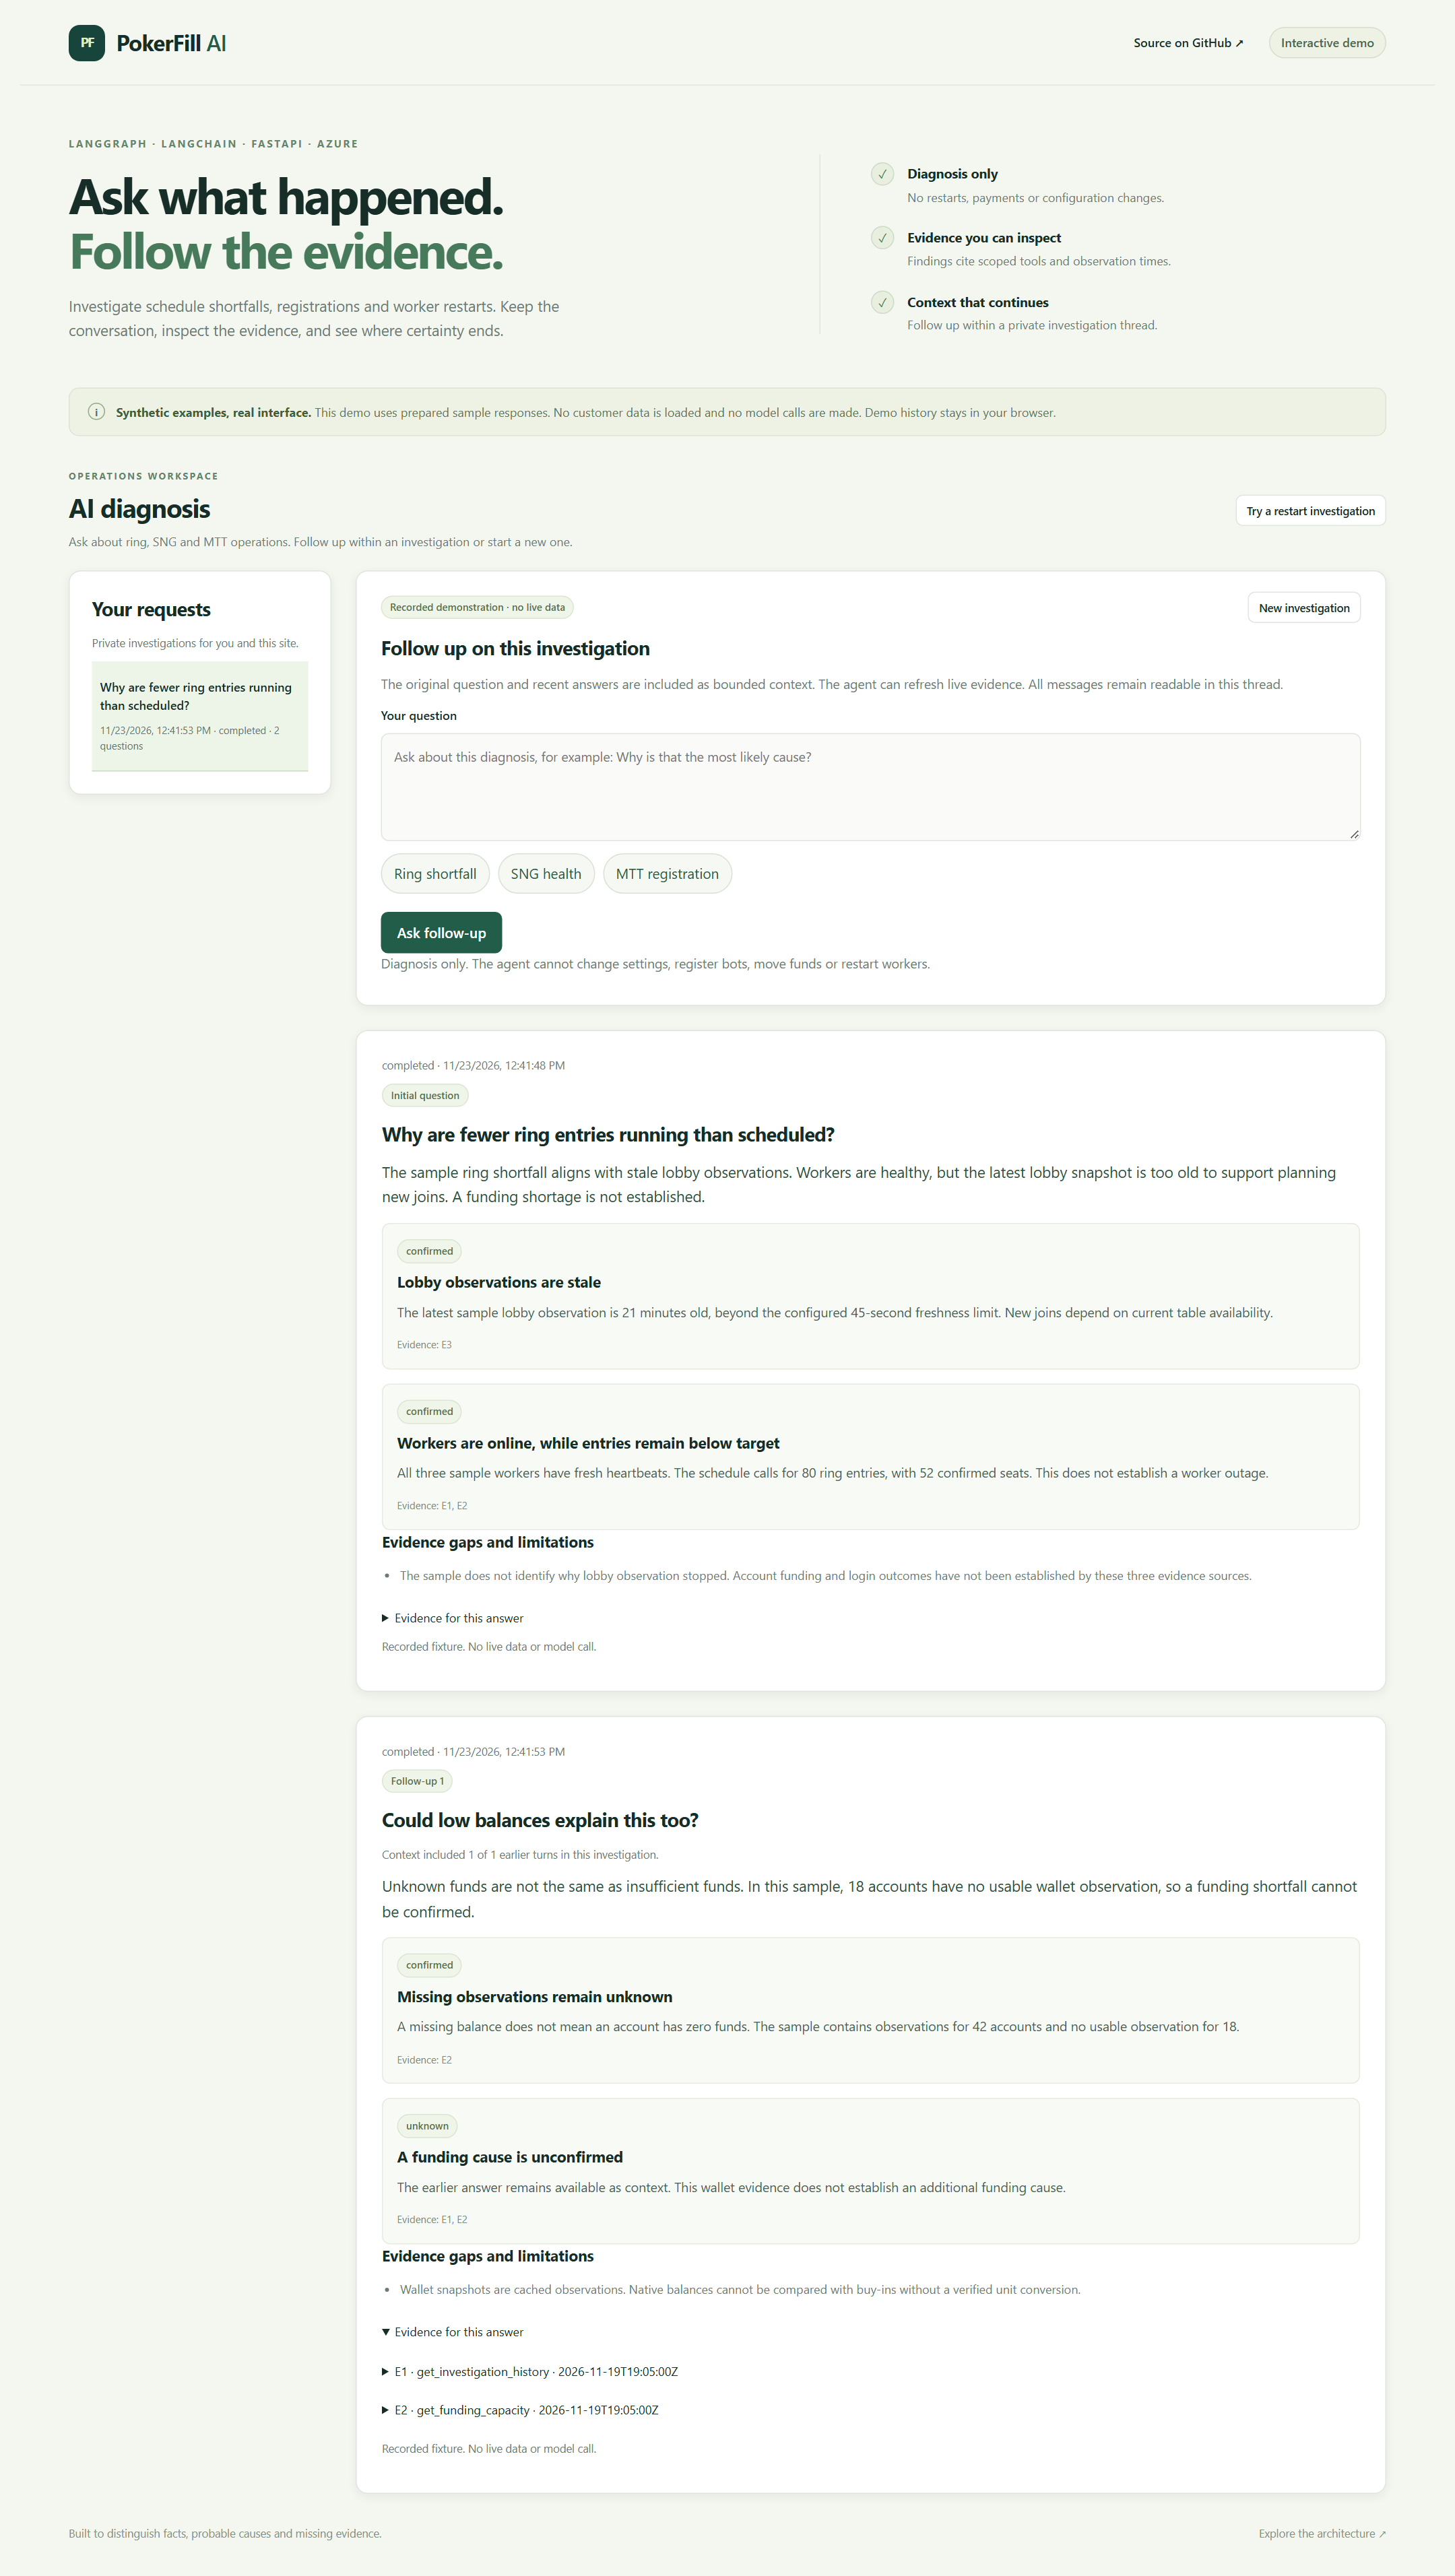 PF
PokerFill AI
Source on GitHub ↗
Interactive demo
LANGGRAPH · LANGCHAIN · FASTAPI · AZURE
Ask what happened.
Follow the evidence.
Investigate schedule shortfalls, registrations and worker restarts. Keep the
conversation, inspect the evidence, and see where certainty ends.
✓ Diagnosis only
No restarts, payments or configuration changes.
✓ Evidence you can inspect
Findings cite scoped tools and observation times.
✓ Context that continues
Follow up within a private investigation thread.
i Synthetic examples, real interface. This demo uses prepared sample responses. No customer data is loaded and no model calls are made. Demo history stays in your browser.
OPERATIONS WORKSPACE
AI diagnosis
Ask about ring, SNG and MTT operations. Follow up within an investigation or start a new one.
Try a restart investigation
Your requests
Private investigations for you and this site.
Why are fewer ring entries running
than scheduled?
11/23/2026, 12:41:53 PM · completed · 2
questions
Recorded demonstration · no live data
New investigation
Follow up on this investigation
The original question and recent answers are included as bounded context. The agent can refresh live evidence. All messages remain readable in this thread.
Your question
Ask about this diagnosis, for example: Why is that the most likely cause?
Ring shortfall
SNG health
MTT registration
Ask follow-up
Diagnosis only. The agent cannot change settings, register bots, move funds or restart workers.
completed · 11/23/2026, 12:41:48 PM
Initial question
Why are fewer ring entries running than scheduled?
The sample ring shortfall aligns with stale lobby observations. Workers are healthy, but the latest lobby snapshot is too old to support planning
new joins. A funding shortage is not established.
confirmed
Lobby observations are stale
The latest sample lobby observation is 21 minutes old, beyond the configured 45-second freshness limit. New joins depend on current table availability.
Evidence: E3
confirmed
Workers are online, while entries remain below target
All three sample workers have fresh heartbeats. The schedule calls for 80 ring entries, with 52 confirmed seats. This does not establish a worker outage.
Evidence: E1, E2
Evidence gaps and limitations
• The sample does not identify why lobby observation stopped. Account funding and login outcomes have not been established by these three evidence sources.
▶ Evidence for this answer
Recorded fixture. No live data or model call.
completed · 11/23/2026, 12:41:53 PM
Follow-up 1
Could low balances explain this too?
Context included 1 of 1 earlier turns in this investigation.
Unknown funds are not the same as insufficient funds. In this sample, 18 accounts have no usable wallet observation, so a funding shortfall cannot
be confirmed.
confirmed
Missing observations remain unknown
A missing balance does not mean an account has zero funds. The sample contains observations for 42 accounts and no usable observation for 18.
Evidence: E2
unknown
A funding cause is unconfirmed
The earlier answer remains available as context. This wallet evidence does not establish an additional funding cause.
Evidence: E1, E2
Evidence gaps and limitations
• Wallet snapshots are cached observations. Native balances cannot be compared with buy-ins without a verified unit conversion.
▼ Evidence for this answer
▶ E1 · get_investigation_history · 2026-11-19T19:05:00Z
▶ E2 · get_funding_capacity · 2026-11-19T19:05:00Z
Recorded fixture. No live data or model call.
Built to distinguish facts, probable causes and missing evidence.
Explore the architecture ↗